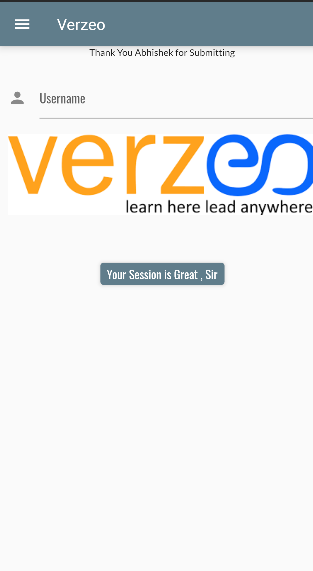 Verzeo
Thank You Abhishek for Submitting
Username
verzeo
learn here lead anywhere
Your Session is Great , Sir